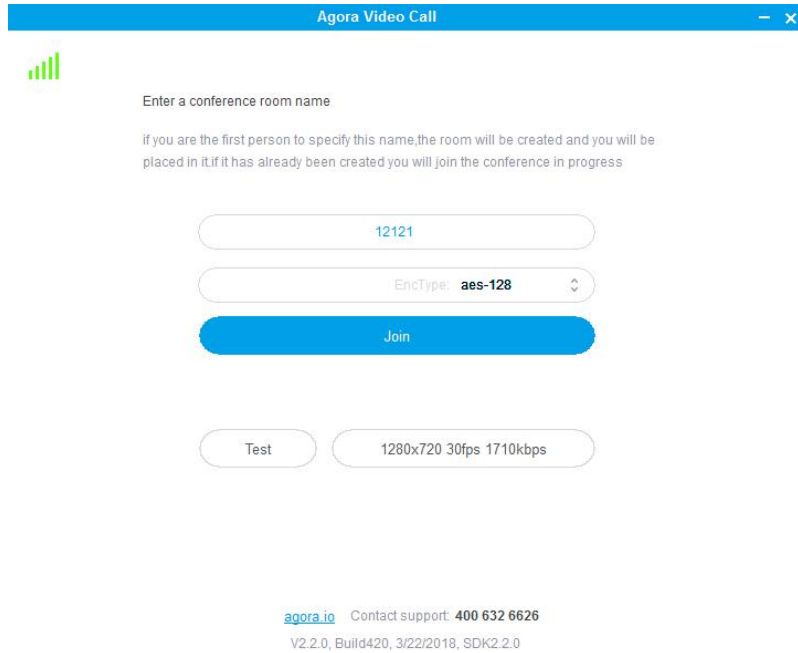 Agora Video Call
Enter a conference room name
if you are the first person to specify this name,the room will be created and you will be
placed in it.if it has already been created you will join the conference in progress
12121
EncType: aes-128
Join
Test 1280x720 30fps 1710kbps
agora.io Contact support: 400 632 6626
V2.2.0, Build420, 3/22/2018, SDK2.2.0